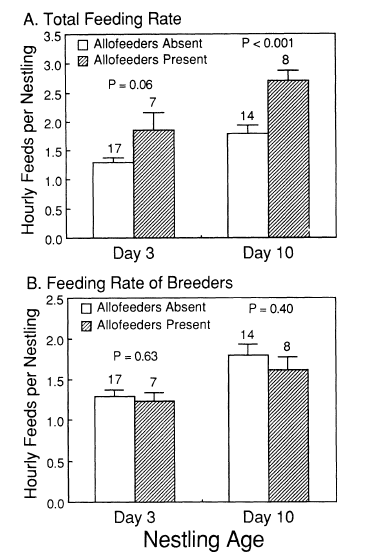 A. Total Feeding Rate
3.5
Allofeeders Absent
P < 0.001
3.0
Allofeeders Present
8
P = 0.06
2.5
7
2.0
14
17
1.5
1.0
0.5
0.0
Hourly Feeds per Nestling
Day 3
Day 10
B. Feeding Rate of Breeders
2.5
Allofeeders Absent
P = 0.40
Allofeeders Present
14
2.0
8
P = 0.63
17
7
1.5
1.0
0.5
0.0
Hourly Feeds per Nestling
Day 3
Day 10
Nestling Age